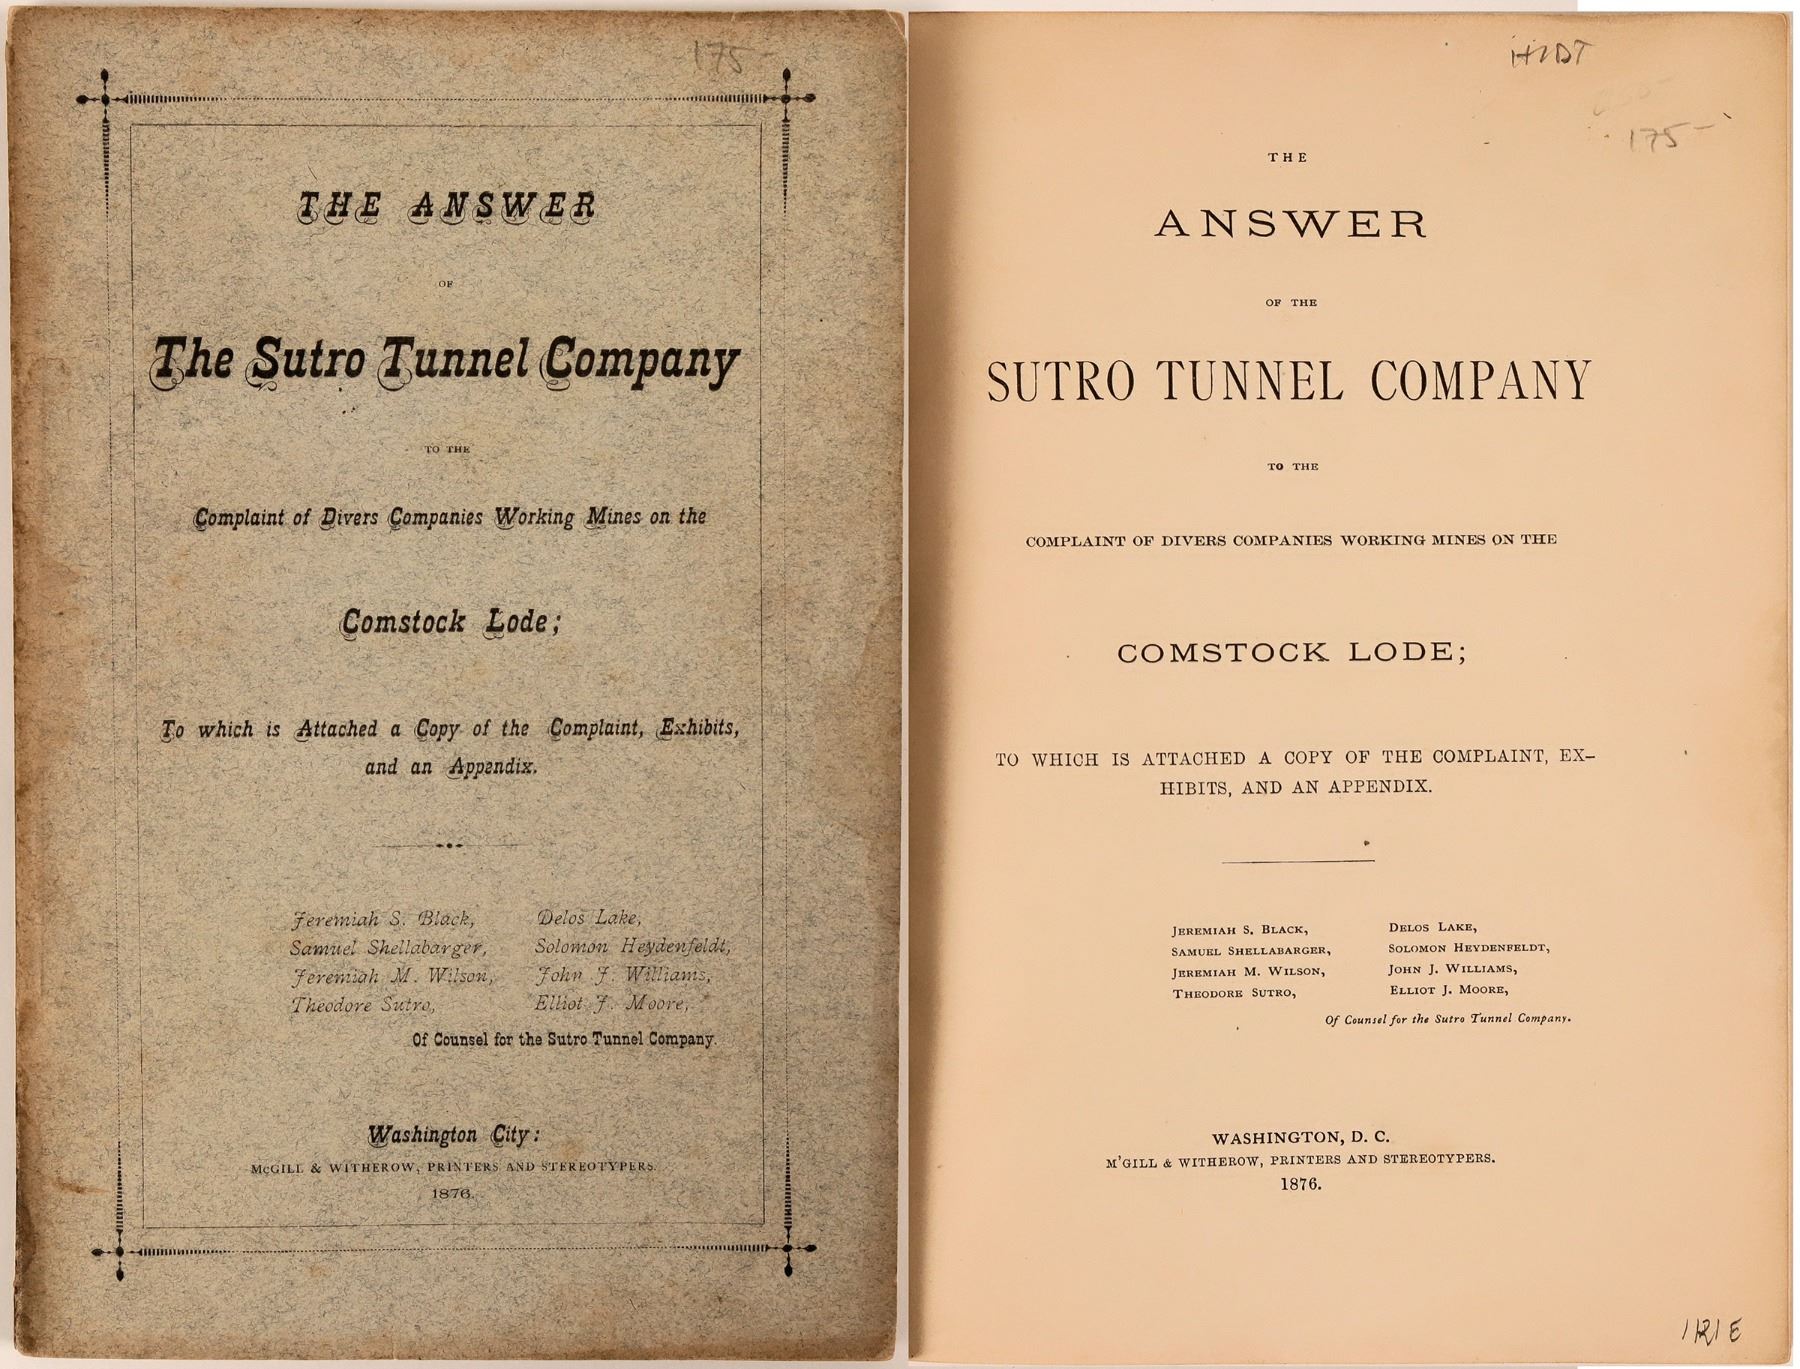 175-
THE ANSWER
OF
The Sutro Tunnel Company
TO THE
Complaint of Divers Companies Working Mines on the
Comstock Lode;
To which is Attached a Copy of the Complaint, Exhibits,
and an Appendix.
Jeremiah S. Black,
Samuel Shellabarger,
Jeremiah M. Wilson,
Theodore Sutro,
Delos Lake,
Solomon Heydenfeldt,
John J. Williams,
Elliot J. Moore,
Of Counsel for the Sutro Tunnel Company.
Washington City:
McGILL & WITHEROW, PRINTERS AND STEREOTYPERS.
1876.
175-
THE
ANSWER
OF THE
SUTRO TUNNEL COMPANY
TO THE
COMPLAINT OF DIVERS COMPANIES WORKING MINES ON THE
COMSTOCK LODE;
TO WHICH IS ATTACHED A COPY OF THE COMPLAINT, EX-
HIBITS, AND AN APPENDIX.
JEREMIAH S. BLACK,
SAMUEL SHELLABARGER,
JEREMIAH M. WILSON,
THEODORE SUTRO,
DELOS LAKE,
SOLOMON HEYDENFELDT,
JOHN J. WILLIAMS,
ELLIOT J. MOORE,
Of Counsel for the Sutro Tunnel Company.
WASHINGTON, D. C.
M'GILL & WITHEROW, PRINTERS AND STEREOTYPERS.
1876.